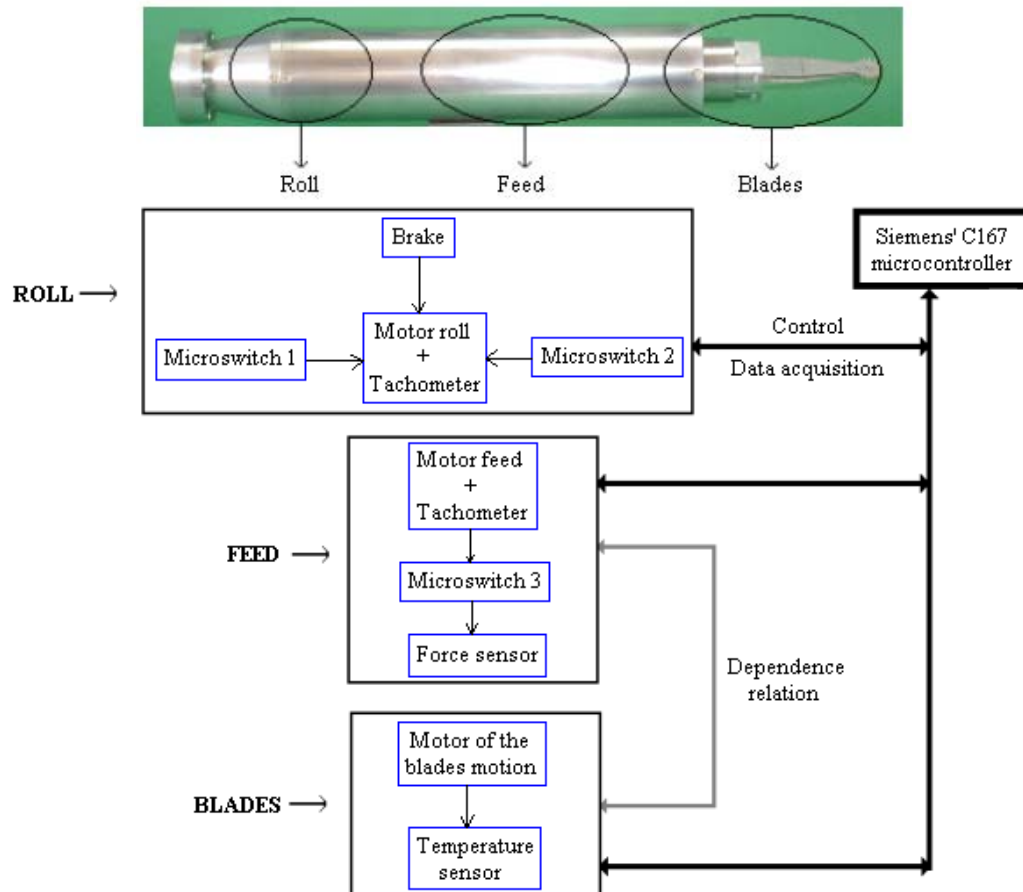 Roll
Feed
Blades
Siemens' C167
microcontroller
ROLL
Brake
Motor roll
+
Tachometer
Microswitch 1
Microswitch 2
Control
Data acquisition
FEED
Motor feed
+
Tachometer
Microswitch 3
Force sensor
Dependence
relation
BLADES
Motor of the
blades motion
Temperature
sensor